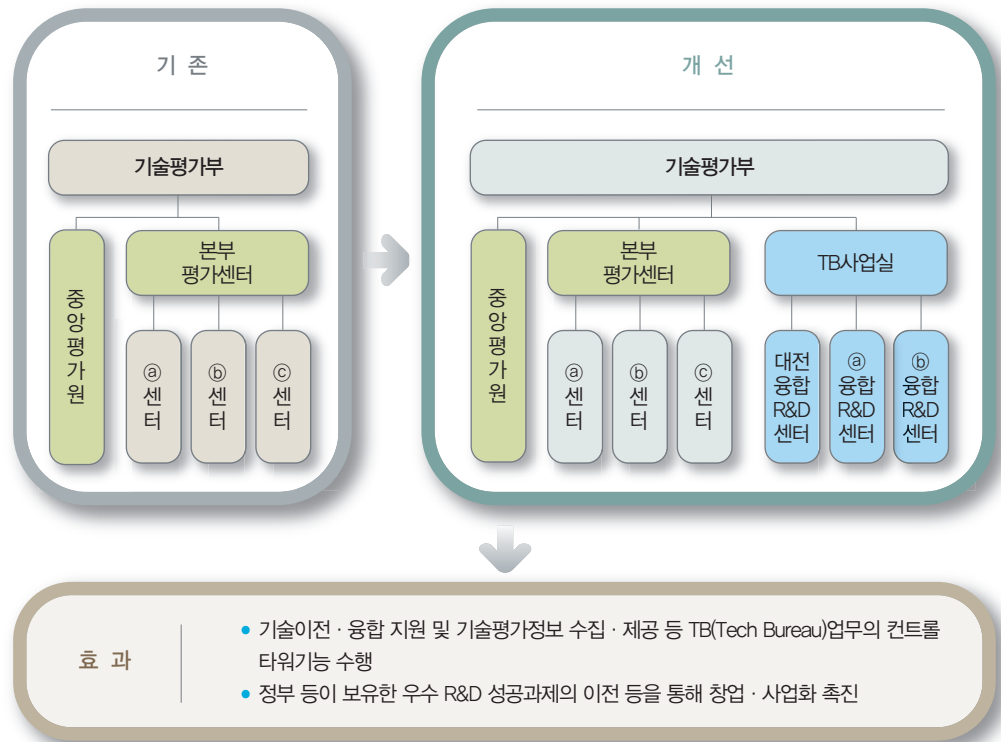 기 존
기술평가부
중
앙
평
가
원
본부
평가센터
ⓐ
센
터
ⓑ
센
터
ⓒ
센
터
개 선
기술평가부
중
앙
평
가
원
본부
평가센터
ⓐ
센
터
ⓑ
센
터
ⓒ
센
터
TB사업실
대전
융합
R&D
센터
ⓐ
융합
R&D
센터
ⓑ
융합
R&D
센터
효 과
• 기술이전 · 융합 지원 및 기술평가정보 수집 · 제공 등 TB(Tech Bureau)업무의 컨트롤
타워기능 수행
• 정부 등이 보유한 우수 R&D 성공과제의 이전 등을 통해 창업 · 사업화 촉진